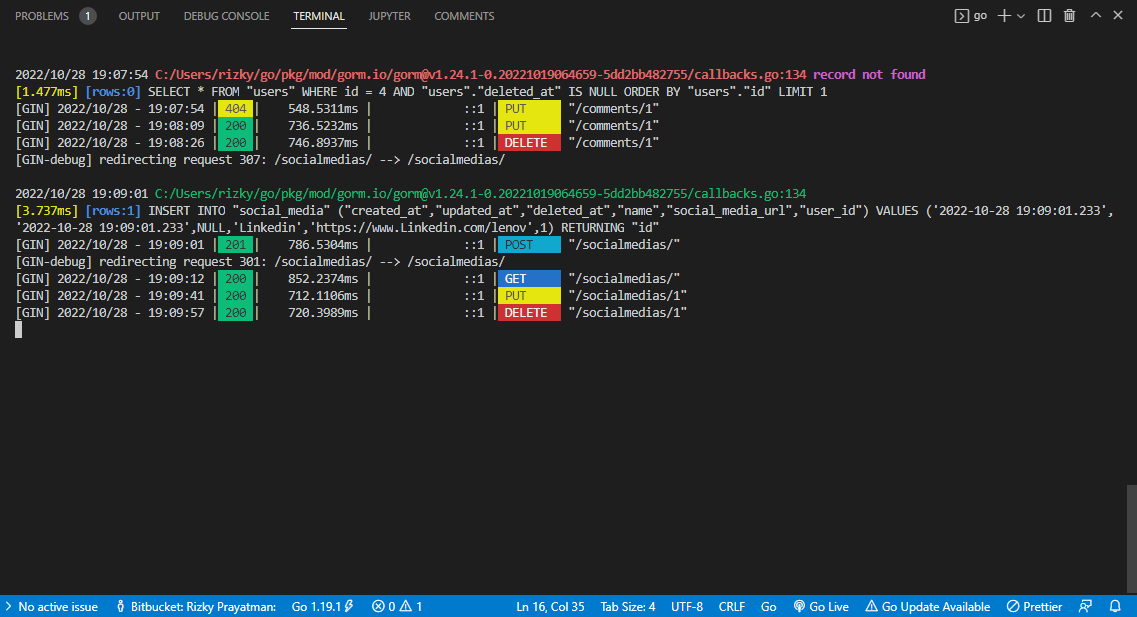 PROBLEMS 1 OUTPUT DEBUG CONSOLE TERMINAL JUPYTER COMMENTS go
2022/10/28 19:07:54 C:/Users/rizky/go/pkg/mod/gorm.io/gorm@v1.24.1-0.20221019064659-5dd2bb482755/callbacks.go:134 record not found
[1.477ms] [rows:0] SELECT * FROM "users" WHERE id = 4 AND "users"."deleted_at" IS NULL ORDER BY "users"."id" LIMIT 1
[GIN] 2022/10/28 - 19:07:54 | 404 | 548.5311ms | ::1 | PUT "/comments/1"
[GIN] 2022/10/28 - 19:08:09 | 200 | 736.5232ms | ::1 | PUT "/comments/1"
[GIN] 2022/10/28 - 19:08:26 | 200 | 746.8937ms | ::1 | DELETE "/comments/1"
[GIN-debug] redirecting request 307: /socialmedias/ --> /socialmedias/
2022/10/28 19:09:01 C:/Users/rizky/go/pkg/mod/gorm.io/gorm@v1.24.1-0.20221019064659-5dd2bb482755/callbacks.go:134
[3.737ms] [rows:1] INSERT INTO "social_media" ("created_at","updated_at","deleted_at","name","social_media_url","user_id") VALUES ('2022-10-28 19:09:01.233',
'2022-10-28 19:09:01.233',NULL,'Linkedin','https://www.Linkedin.com/lenov',1) RETURNING "id"
[GIN] 2022/10/28 - 19:09:01 | 201 | 786.5304ms | ::1 | POST "/socialmedias/"
[GIN-debug] redirecting request 301: /socialmedias/ --> /socialmedias/
[GIN] 2022/10/28 - 19:09:12 | 200 | 852.2374ms | ::1 | GET "/socialmedias/
[GIN] 2022/10/28 - 19:09:41 | 200 | 712.1106ms | ::1 | PUT "/socialmedias/1"
[GIN] 2022/10/28 - 19:09:57 | 200 | 720.3989ms | ::1 | DELETE "/socialmedias/1"
No active issue Bitbucket: Rizky Prayatman: Go 1.19.1 0 1 Ln 16, Col 35 Tab Size: 4 UTF-8 CRLF Go Go Live Go Update Available Prettier